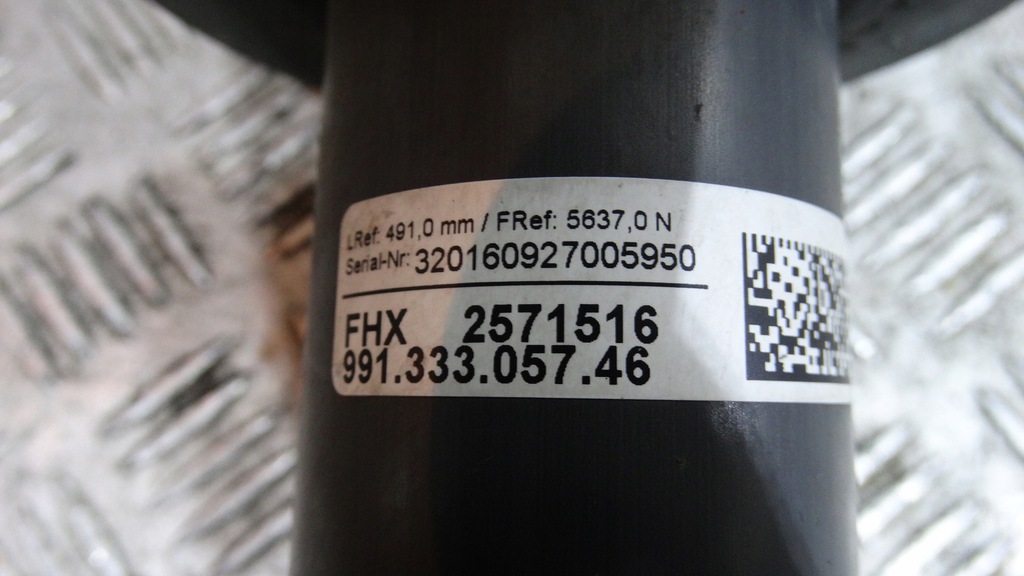 LRef: 491,0 mm / FRef: 5637,0 N
Serial-Nr: 320160927005950
FHX 2571516
991.333.057.46